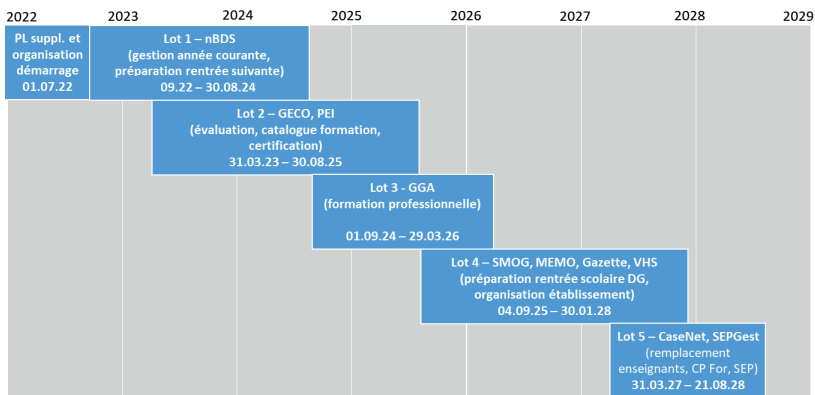 2022 2023 2024 2025 2026 2027 2028 2029
PL suppl. et
organisation
démarrage
01.07.22
Lot 1 – nBDS
(gestion année courante,
préparation rentrée suivante)
09.22 – 30.08.24
Lot 2 – GECO, PEI
(évaluation, catalogue formation,
certification)
31.03.23 – 30.08.25
Lot 3 - GGA
(formation professionnelle)
01.09.24 – 29.03.26
Lot 4 – SMOG, MEMO, Gazette, VHS
(préparation rentrée scolaire DG,
organisation établissement)
04.09.25 – 30.01.28
Lot 5 – CaseNet, SEPGest
(remplacement
enseignants, CP For, SEP)
31.03.27 – 21.08.28